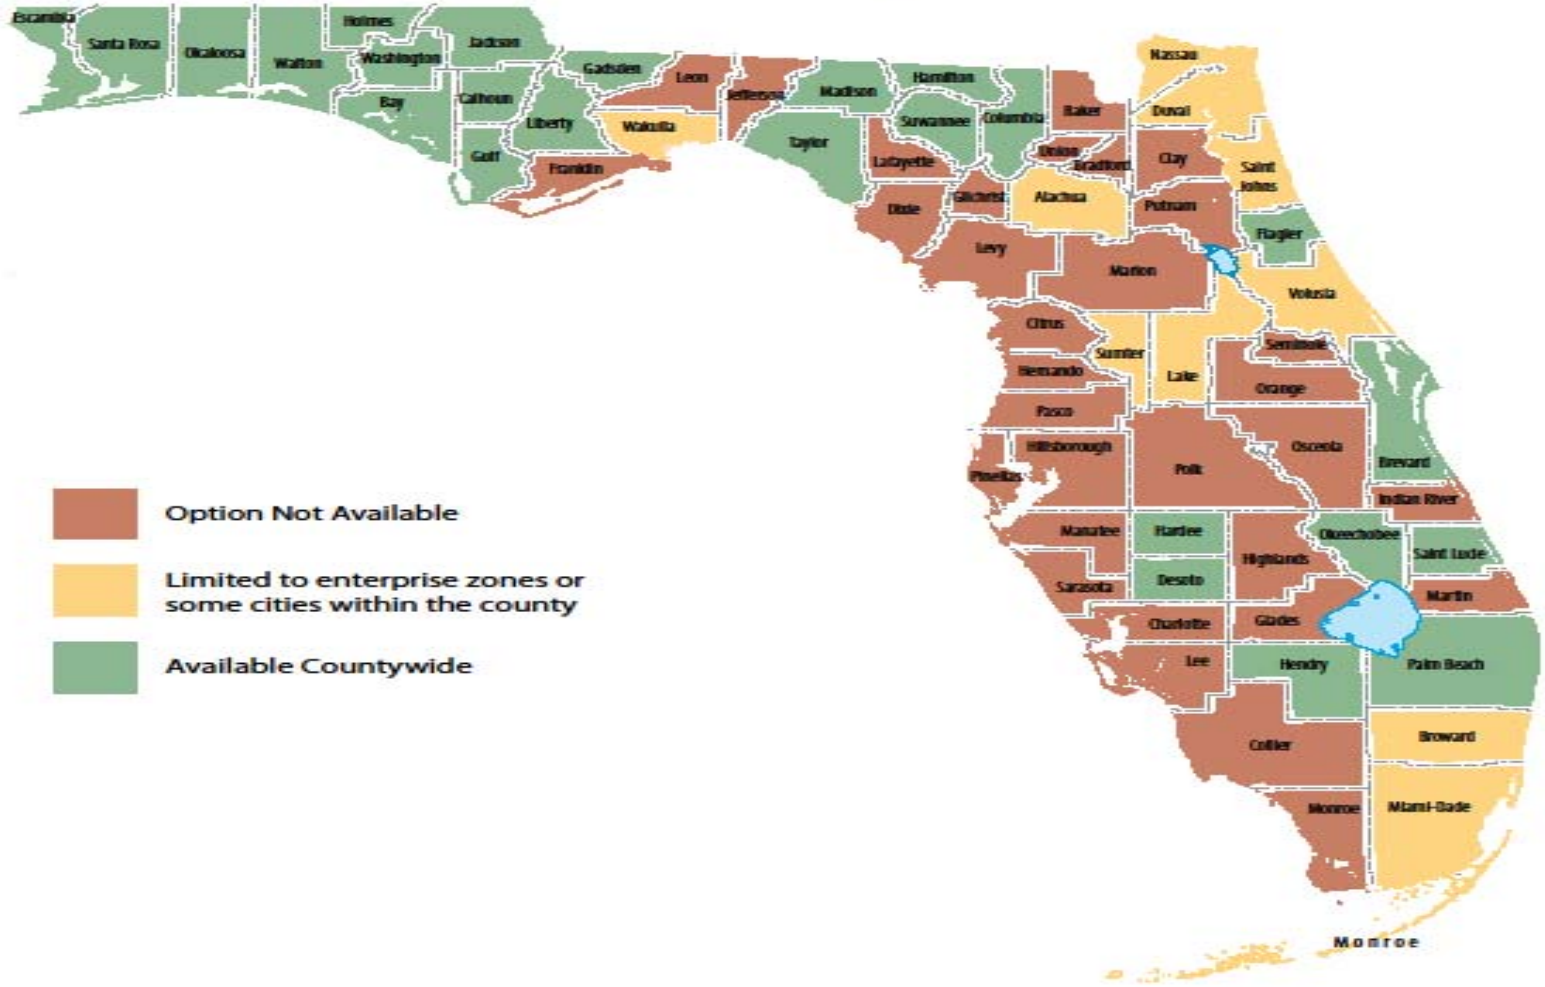 Escambia
Santa Rosa
Okaloosa
Walton
Holmes
Washington
Bay
Jackson
Calhoun
Gulf
Liberty
Gadsden
Franklin
Leon
Wakulla
Jefferson
Madison
Taylor
Hamilton
Suwannee
Columbia
Lafayette
Dixie
Gilchrist
Baker
Union
Bradford
Alachua
Nassau
Duval
Clay
Saint
Johns
Putnam
Flagler
Levy
Marion
Volusia
Citrus
Sumter
Lake
Seminole
Hernando
Orange
Pasco
Hillsborough
Pinellas
Polk
Osceola
Brevard
Indian River
Manatee
Hardee
Highlands
Okeechobee
Saint Lucie
Sarasota
Desoto
Martin
Charlotte
Glades
Lee
Hendry
Palm Beach
Collier
Broward
Monroe
Miami-Dade
Monroe
Option Not Available
Limited to enterprise zones or
some cities within the county
Available Countywide